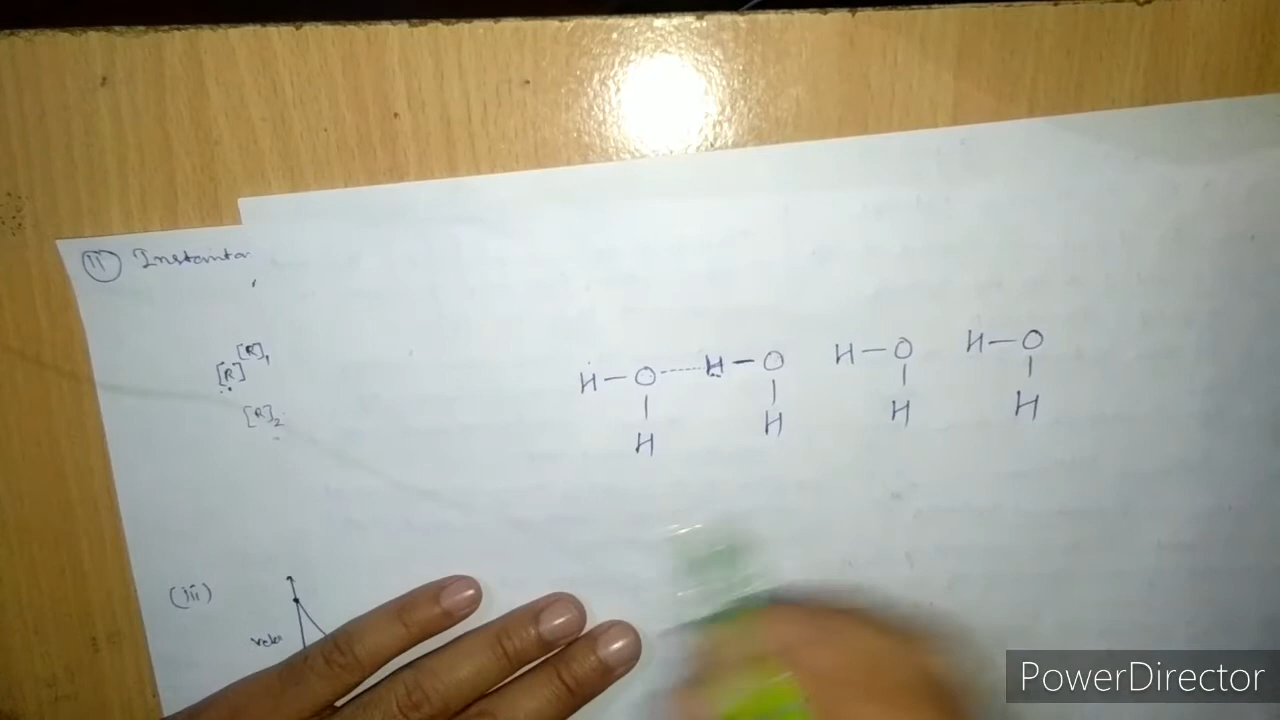 (ii) Instanta
[R]1
[R]
[R]2
H–O-----H–O H–O H–O
H H H H
(iii)
PowerDirector